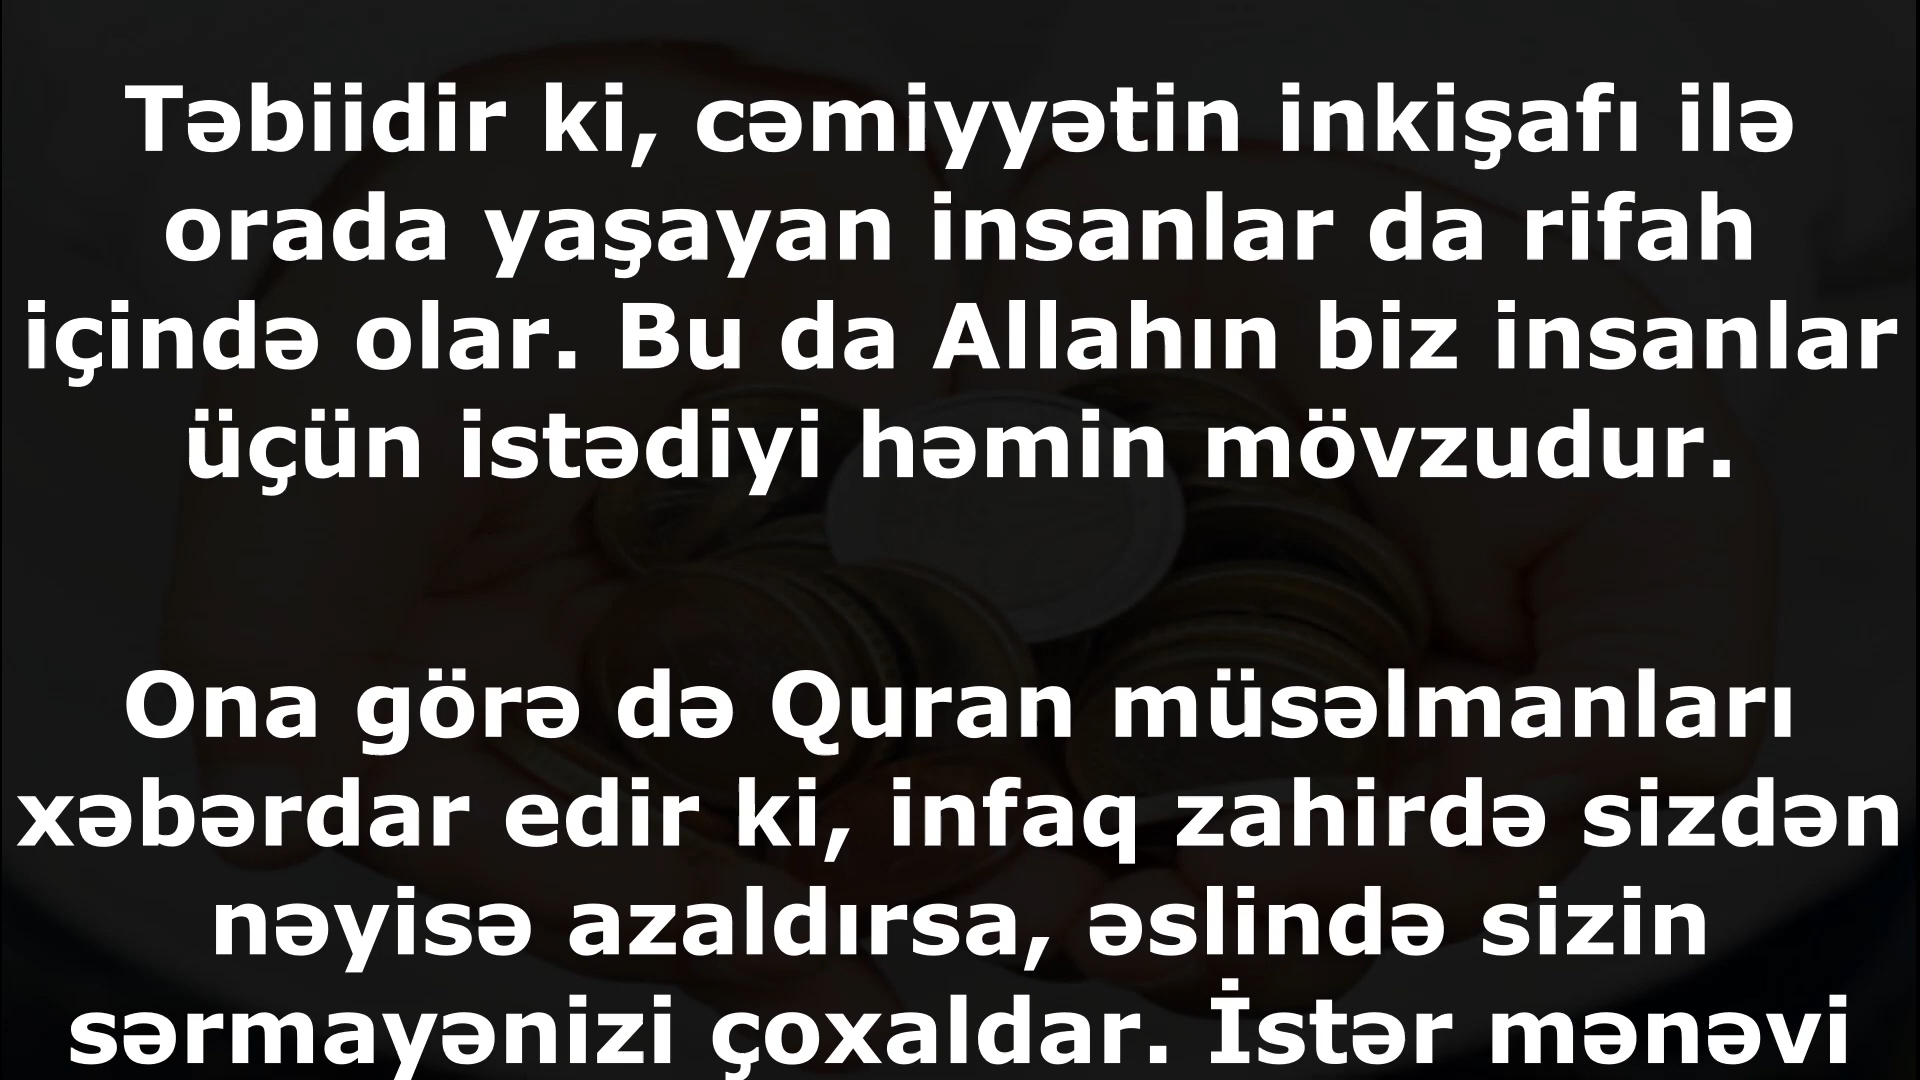 Təbiidir ki, cəmiyyətin inkişafı ilə
orada yaşayan insanlar da rifah
içində olar. Bu da Allahın biz insanlar
üçün istədiyi həmin mövzudur.
Ona görə də Quran müsəlmanları
xəbərdar edir ki, infaq zahirdə sizdən
nəyisə azaldırsa, əslində sizin
sərmayənizi çoxaldar. İstər mənəvi